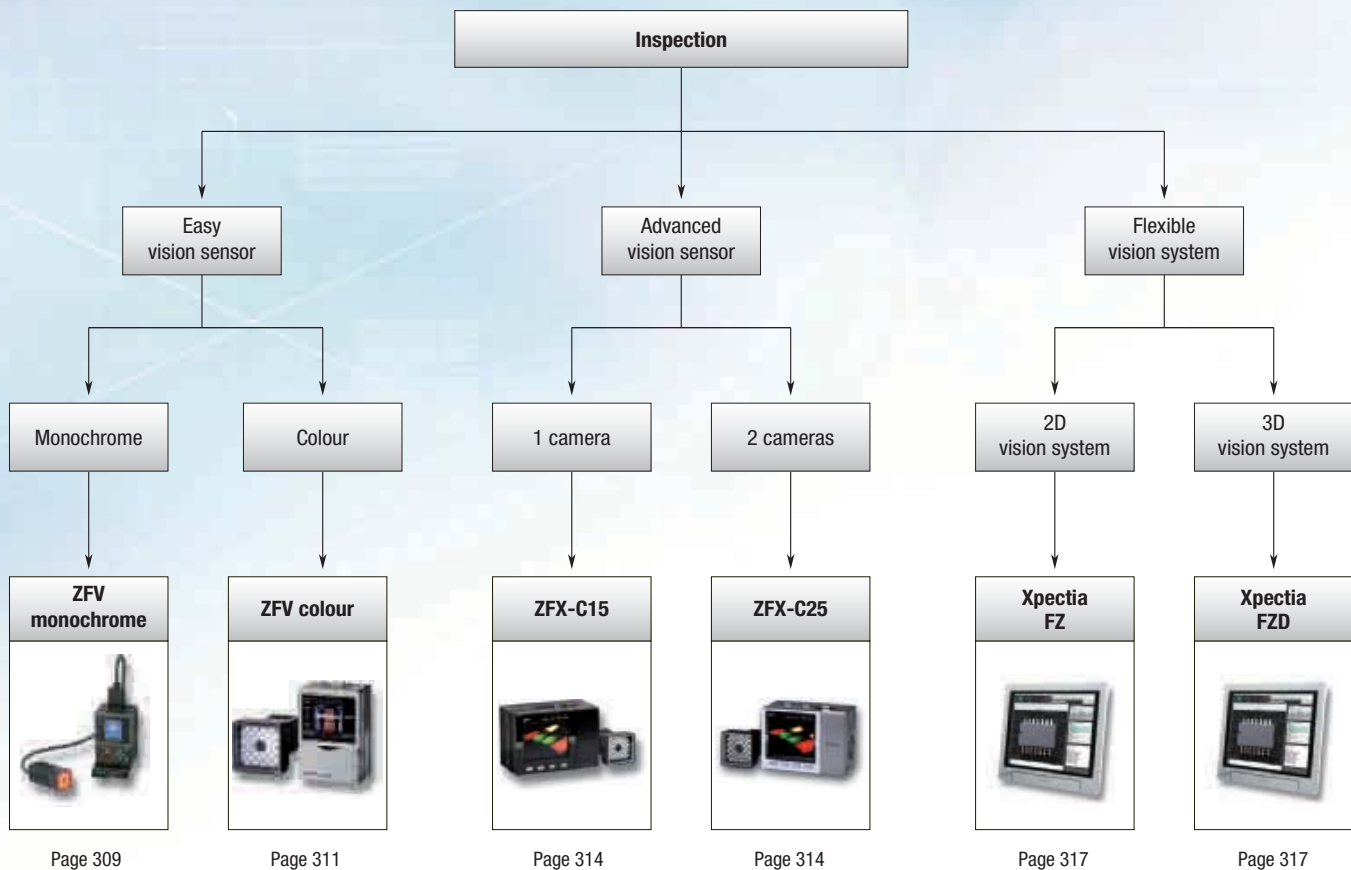 Inspection
Easy
vision sensor
Advanced
vision sensor
Flexible
vision system
Monochrome
Colour
1 camera
2 cameras
2D
vision system
3D
vision system
ZFV
monochrome
ZFV colour
ZFX-C15
ZFX-C25
Xpectia
FZ
Xpectia
FZD
Page 309
Page 311
Page 314
Page 314
Page 317
Page 317